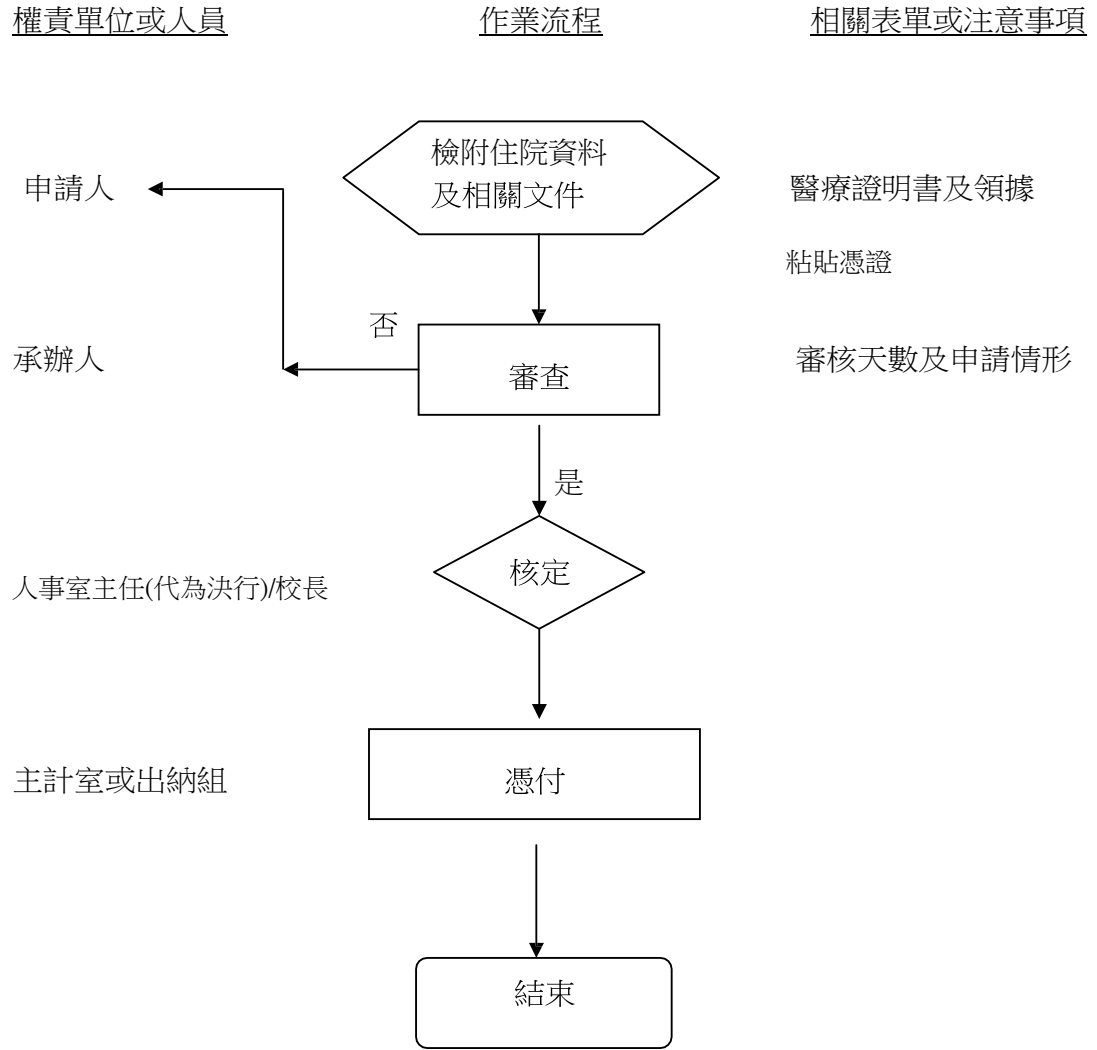 權責單位或人員
作業流程
相關表單或注意事項
檢附住院資料
及相關文件
申請人
醫療證明書及領據
粘貼憑證
否
承辦人
審查
審核天數及申請情形
是
核定
人事室主任(代為決行)/校長
主計室或出納組
憑付
結束